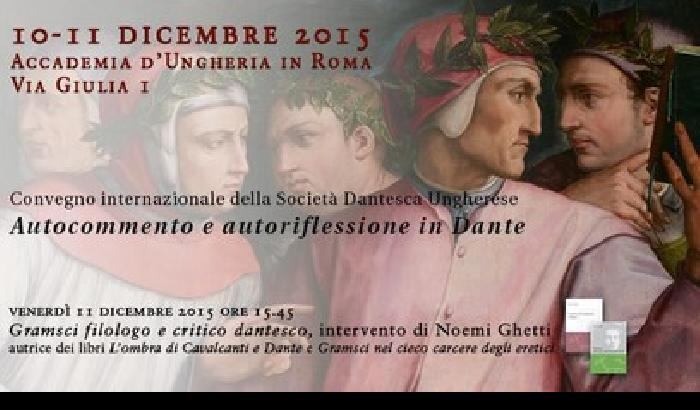 10-11 DICEMBRE 2015
ACCADEMIA D'UNGHERIA IN ROMA
VIA GIULIA 1
Convegno internazionale della Società Dantesca Ungherese
Autocommento e autoriflessione in Dante
VENERDÌ 11 DICEMBRE 2015 ORE 15.45
Gramsci filologo e critico dantesco, intervento di Noemi Ghetti
autrice dei libri L'ombra di Cavalcanti e Dante e Gramsci nel cieco carcere degli eretici